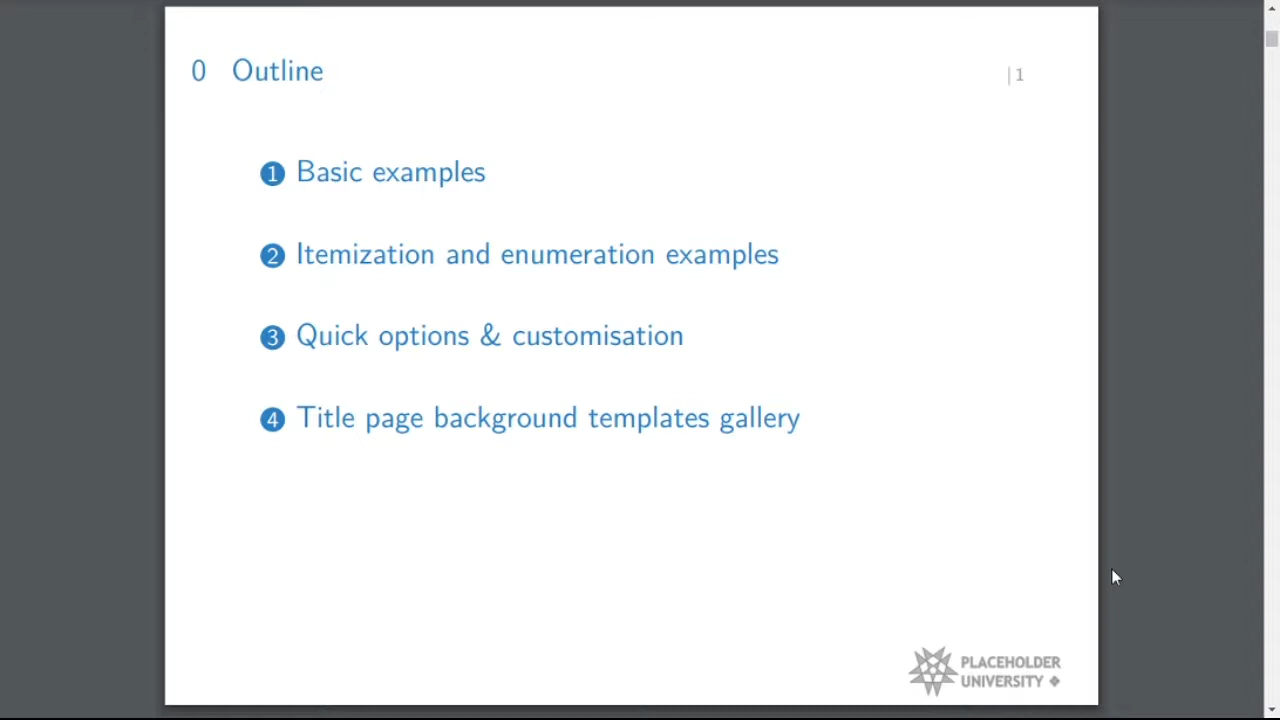 0 Outline
| 1
1 Basic examples
2 Itemization and enumeration examples
3 Quick options & customisation
4 Title page background templates gallery
PLACEHOLDER
UNIVERSITY